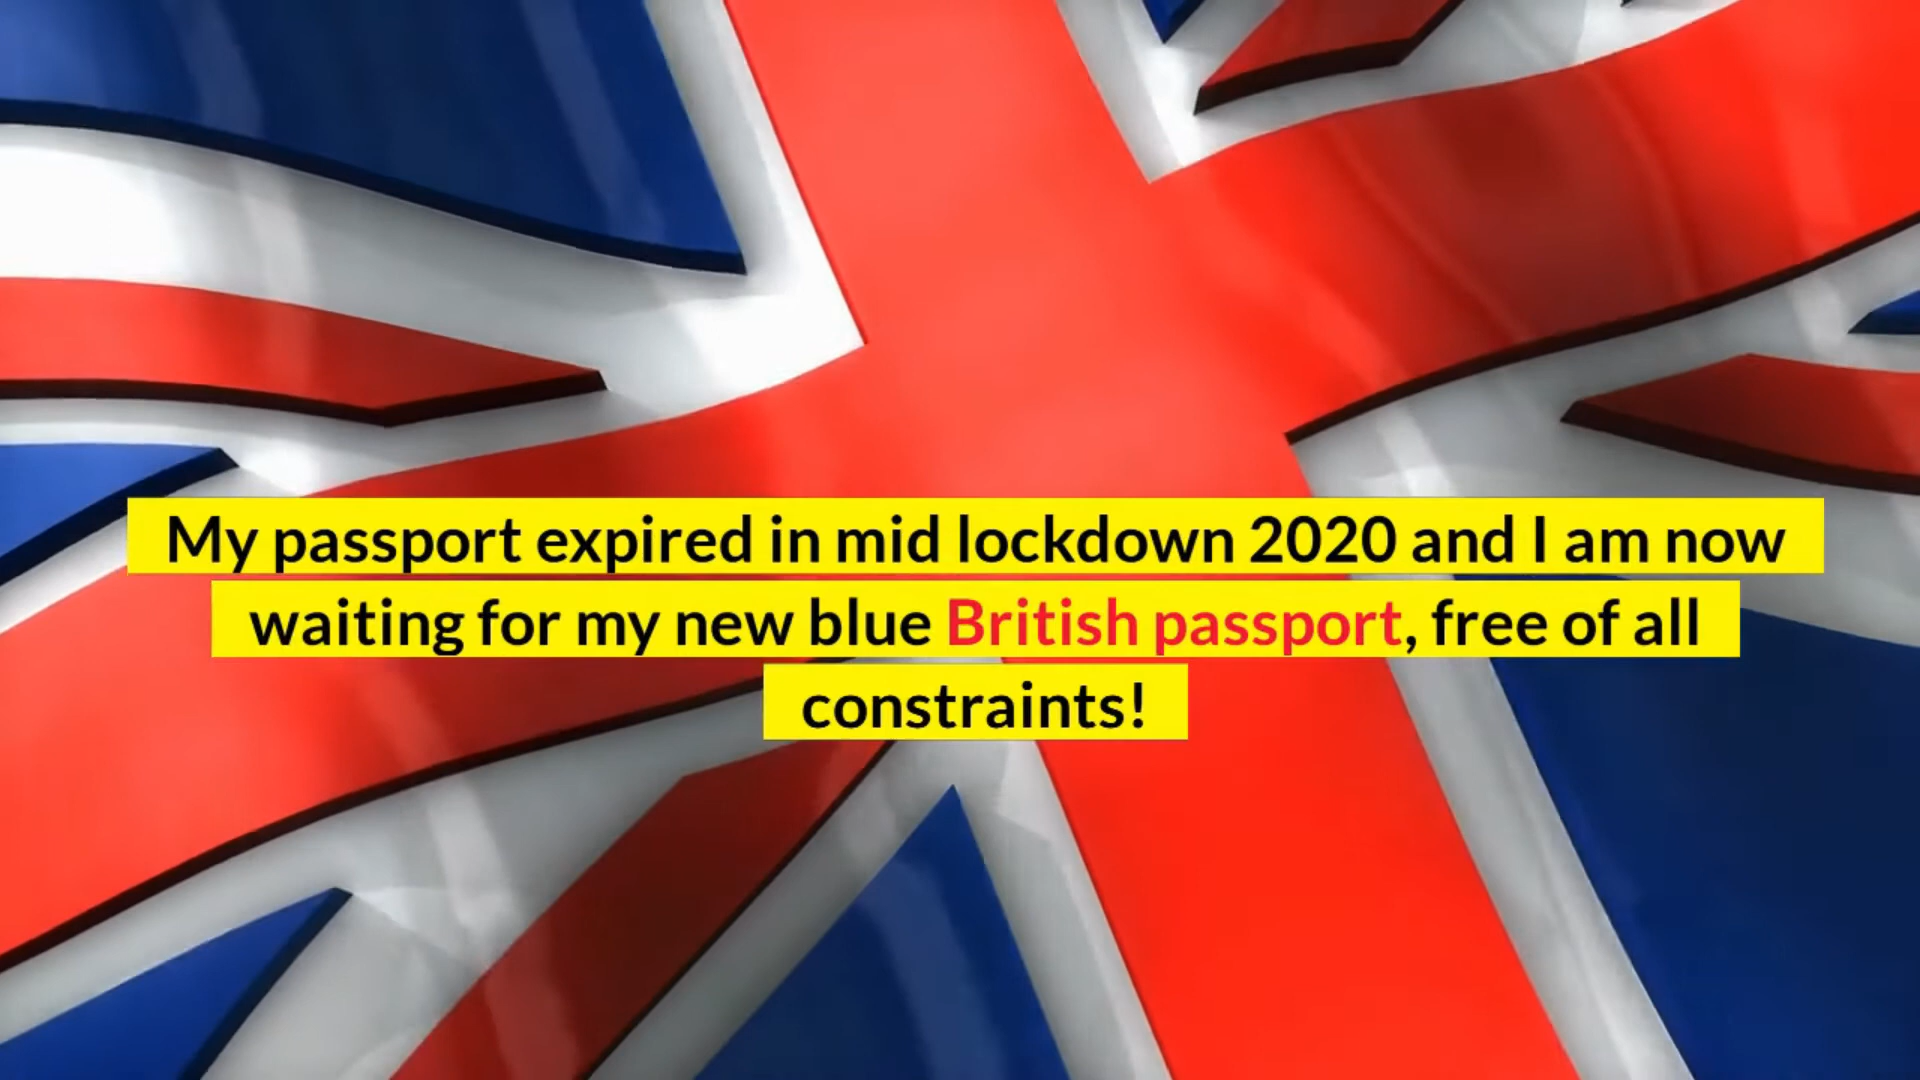 My passport expired in mid lockdown 2020 and I am now
waiting for my new blue British passport, free of all
constraints!